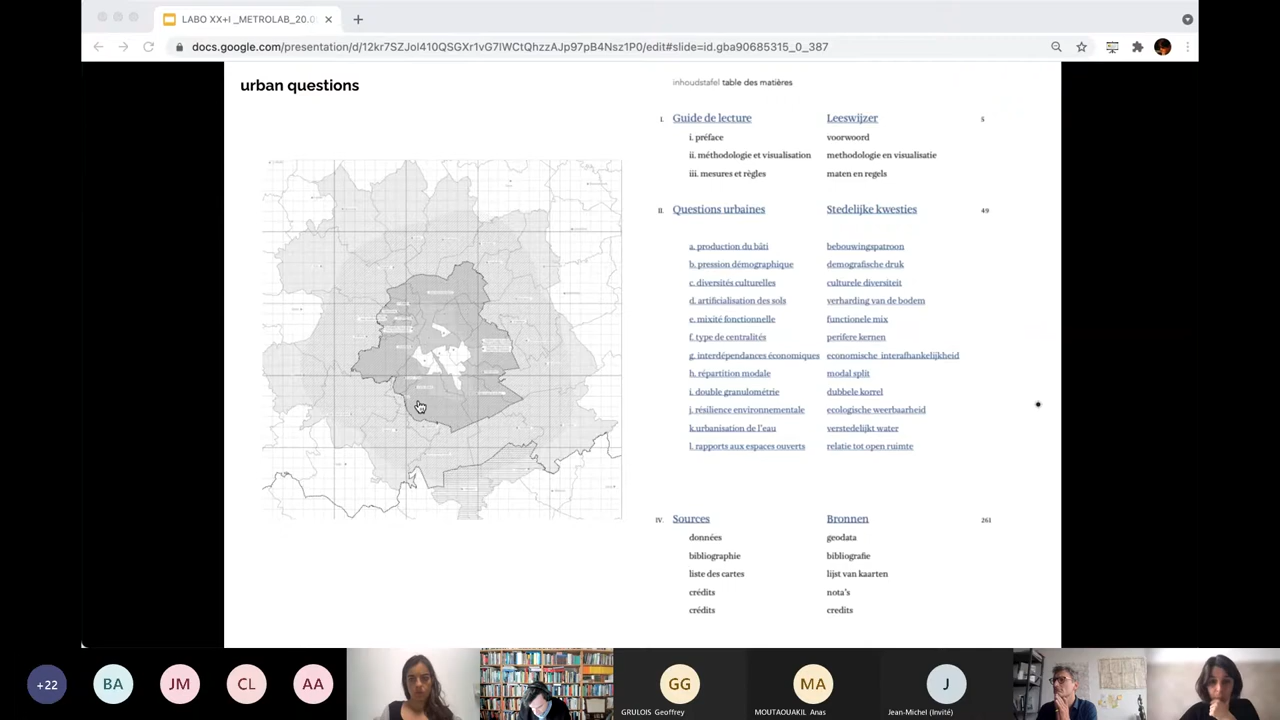 LABO XX+I _METROLAB_20.0
docs.google.com/presentation/d/12kr7SZJsI410QSGXr1vG7lWCtQhzzAJp97pB4Nsz1P0/edit#slide=id.gba90685315_0_387
urban questions
inhoudstafel table des matières
I. Guide de lecture Leeswijzer 5
i. préface voorwoord
ii. méthodologie et visualisation methodologie en visualisatie
iii. mesures et règles maten en regels
II. Questions urbaines Stedelijke kwesties 49
a. production du bâti bebouwingspatroon
b. pression démographique demografische druk
c. diversités culturelles culturele diversiteit
d. artificialisation des sols verharding van de bodem
e. mixité fonctionnelle functionele mix
f. type de centralités perifere kernen
g. interdépendances économiques economische interafhankelijkheid
h. répartition modale modal split
i. double granulométrie dubbele korrel
j. résilience environnementale ecologische weerbaarheid
k.urbanisation de l'eau verstedelijkt water
l. rapports aux espaces ouverts relatie tot open ruimte
IV. Sources Bronnen 261
données geodata
bibliographie bibliografie
liste des cartes lijst van kaarten
crédits nota's
crédits credits
+22 BA JM CL AA GG MA J
GRULOIS Geoffrey MOUTAOUAKIL Anas Jean-Michel (Invité)